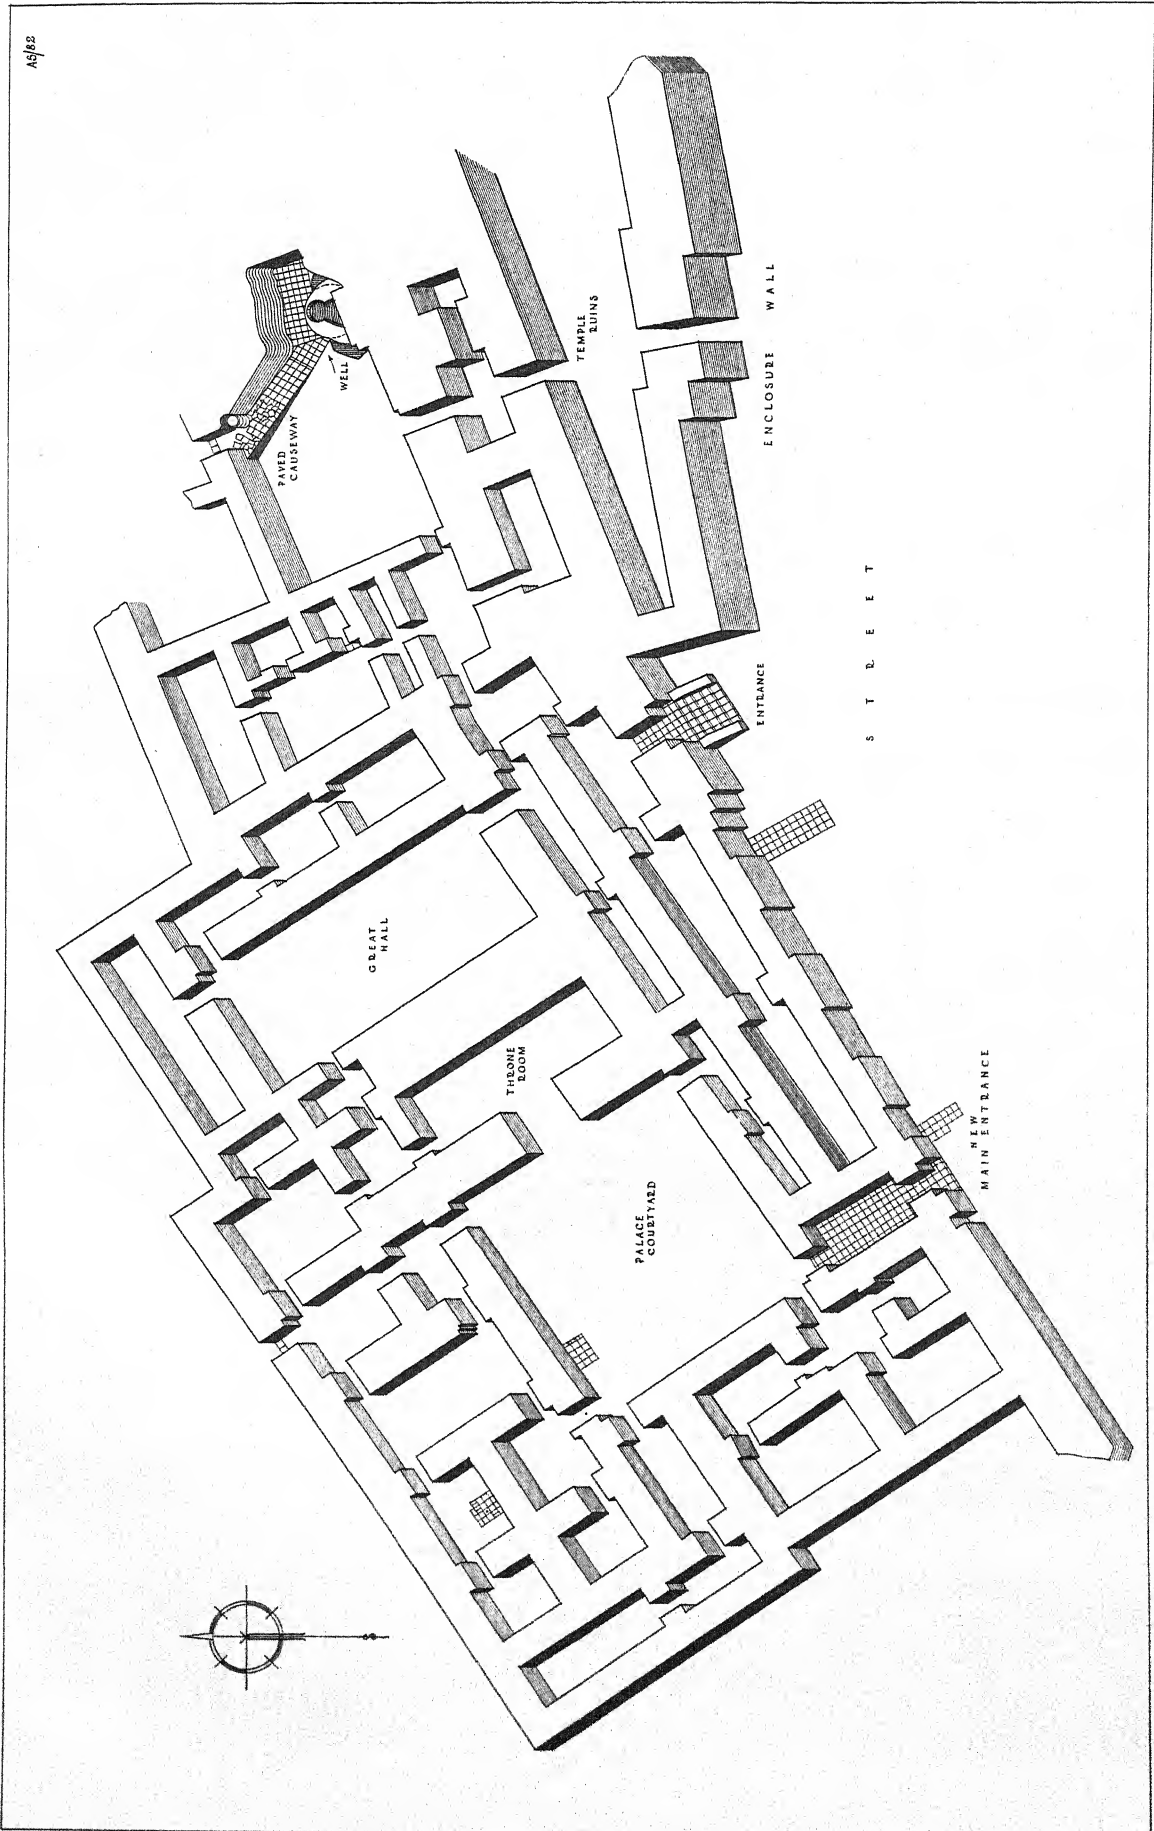 A5/82
PAVED
CAUSEWAY
WELL
TEMPLE
RUINS
ENCLOSURE WALL
GREAT
HALL
ENTRANCE
STREET
THRONE
ROOM
PALACE
COURTYARD
NEW
MAIN ENTRANCE
S